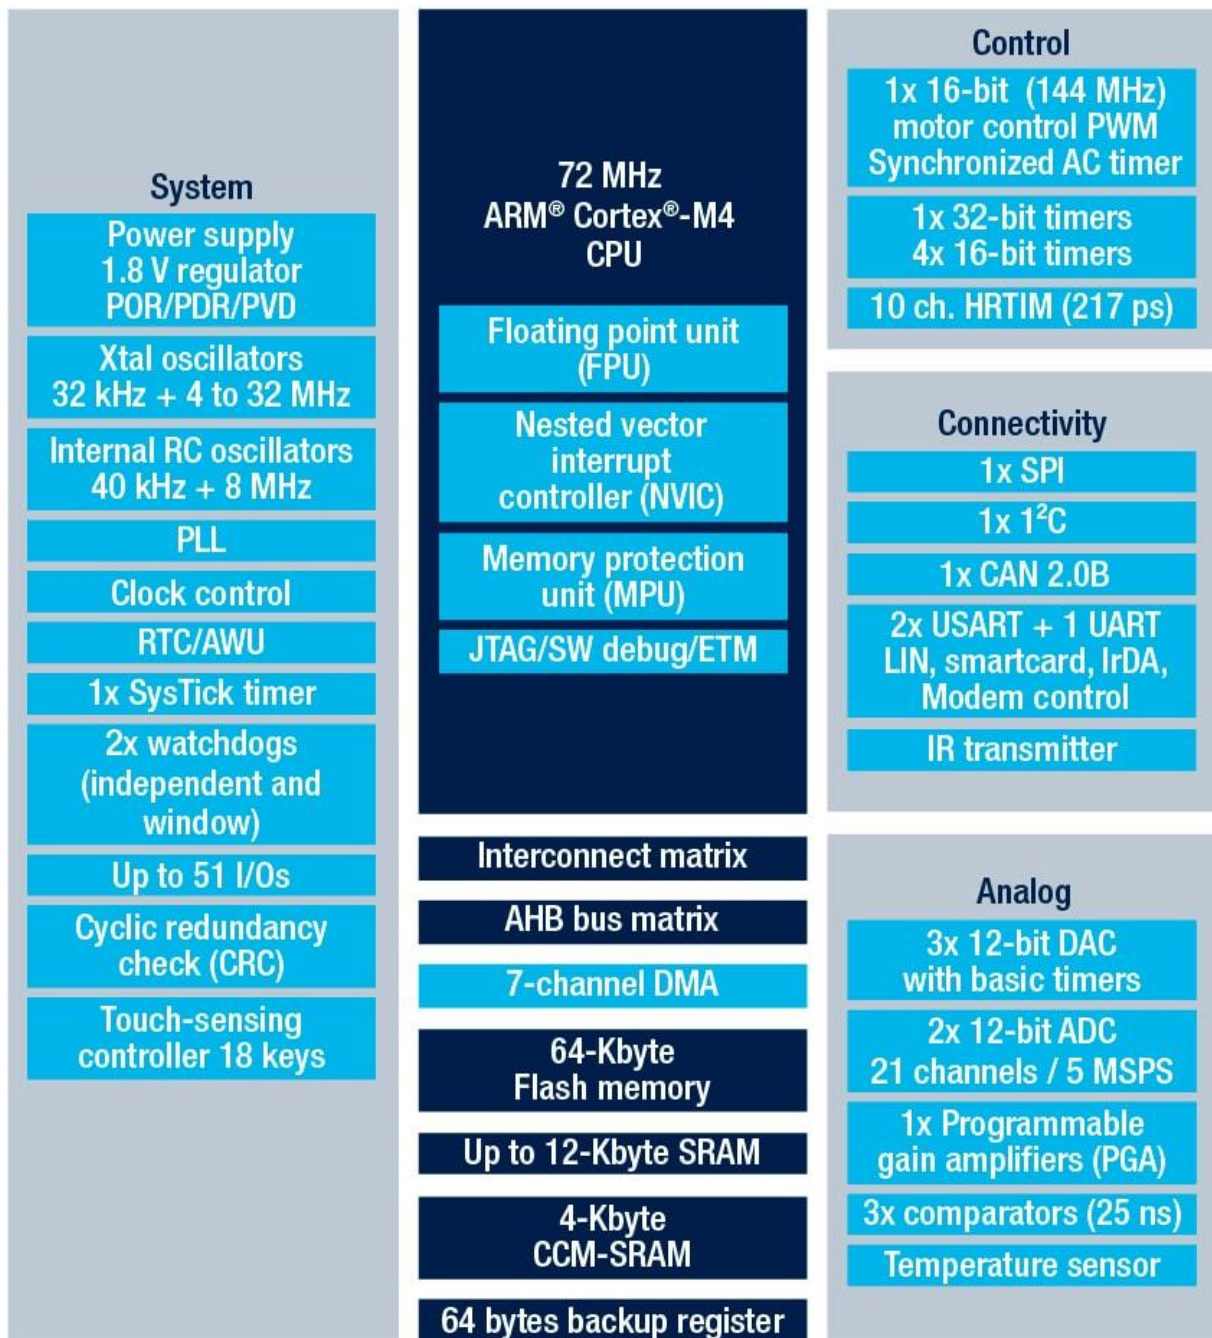 System
Power supply
1.8 V regulator
POR/PDR/PVD
Xtal oscillators
32 kHz + 4 to 32 MHz
Internal RC oscillators
40 kHz + 8 MHz
PLL
Clock control
RTC/AWU
1x SysTick timer
2x watchdogs
(independent and
window)
Up to 51 I/Os
Cyclic redundancy
check (CRC)
Touch-sensing
controller 18 keys
72 MHz
ARM® Cortex®-M4
CPU
Floating point unit
(FPU)
Nested vector
interrupt
controller (NVIC)
Memory protection
unit (MPU)
JTAG/SW debug/ETM
Interconnect matrix
AHB bus matrix
7-channel DMA
64-Kbyte
Flash memory
Up to 12-Kbyte SRAM
4-Kbyte
CCM-SRAM
64 bytes backup register
Control
1x 16-bit (144 MHz)
motor control PWM
Synchronized AC timer
1x 32-bit timers
4x 16-bit timers
10 ch. HRTIM (217 ps)
Connectivity
1x SPI
1x 1²C
1x CAN 2.0B
2x USART + 1 UART
LIN, smartcard, IrDA,
Modem control
IR transmitter
Analog
3x 12-bit DAC
with basic timers
2x 12-bit ADC
21 channels / 5 MSPS
1x Programmable
gain amplifiers (PGA)
3x comparators (25 ns)
Temperature sensor